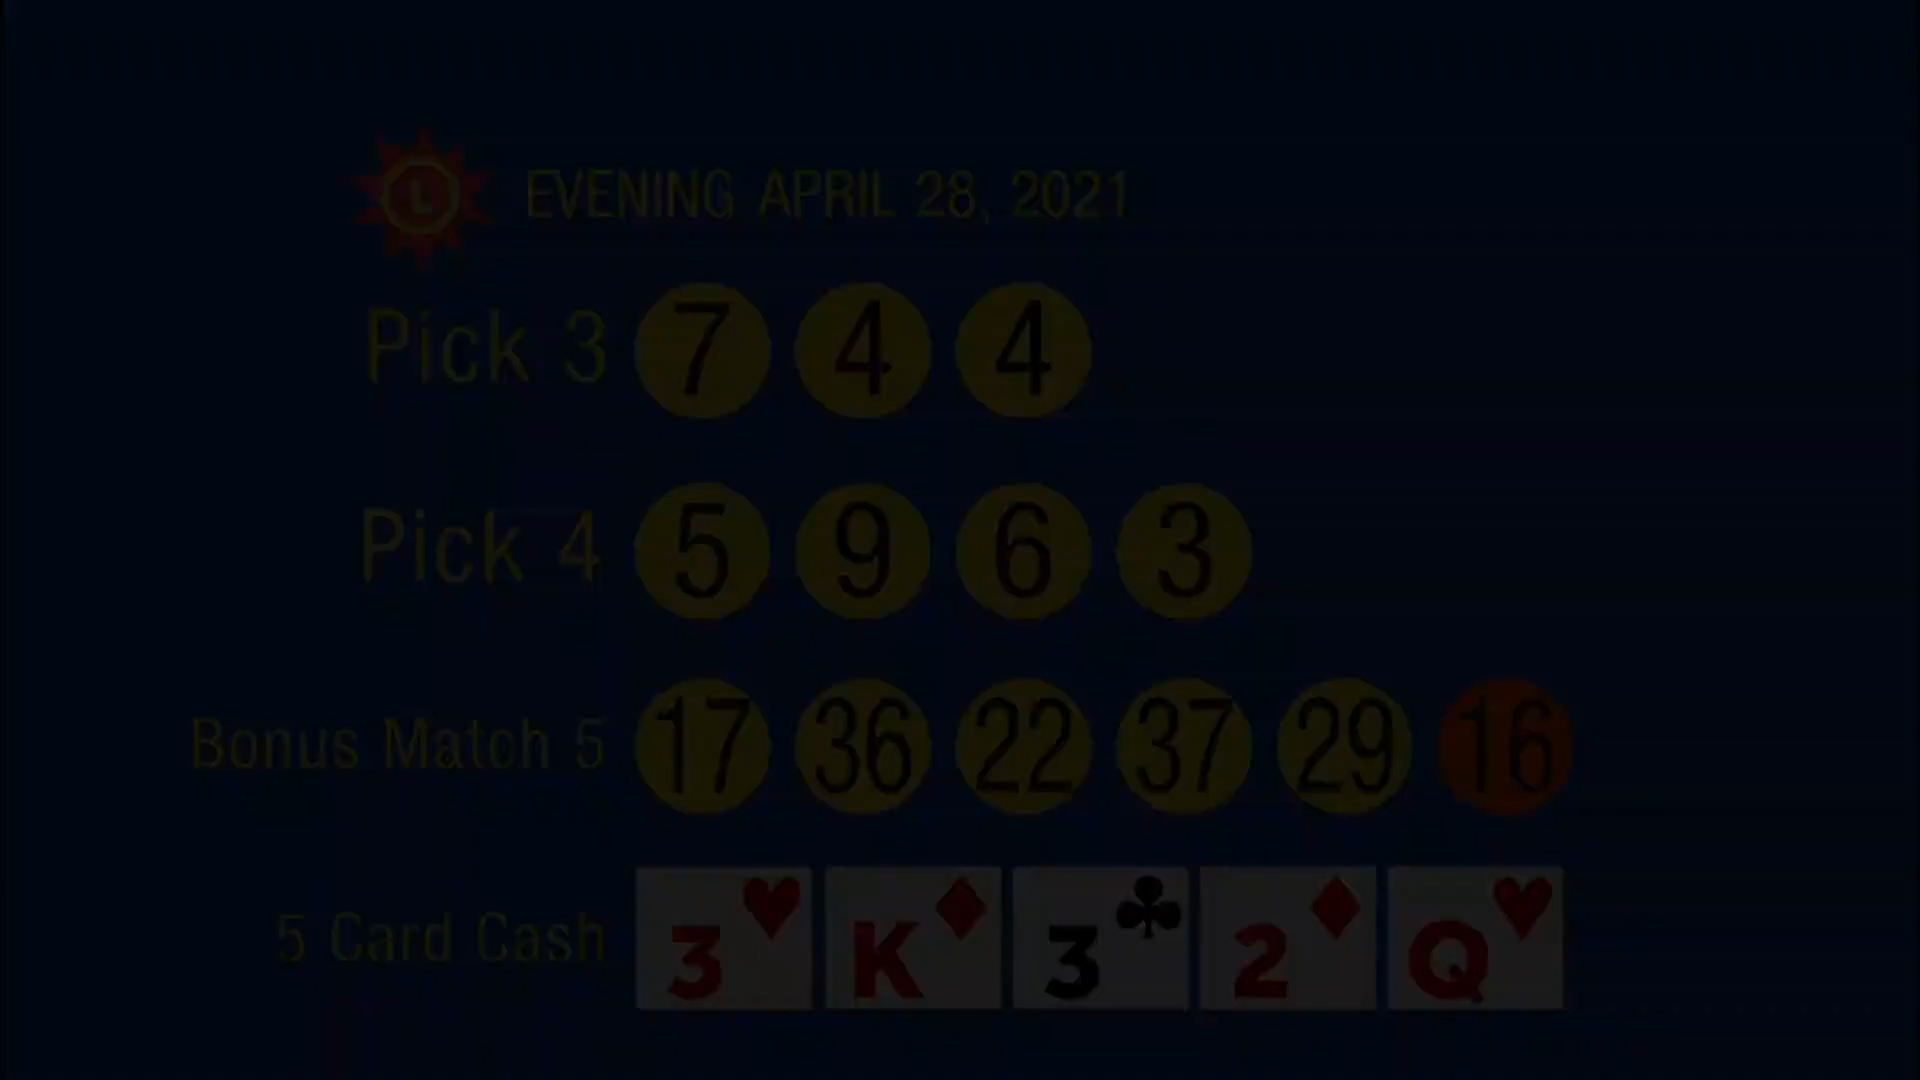 L EVENING APRIL 28, 2021
Pick 3 7 4 4
Pick 4 5 9 6 3
Bonus Match 5 17 36 22 37 29 16
5 Card Cash 3♥ K♦ 3♣ 2♦ Q♥